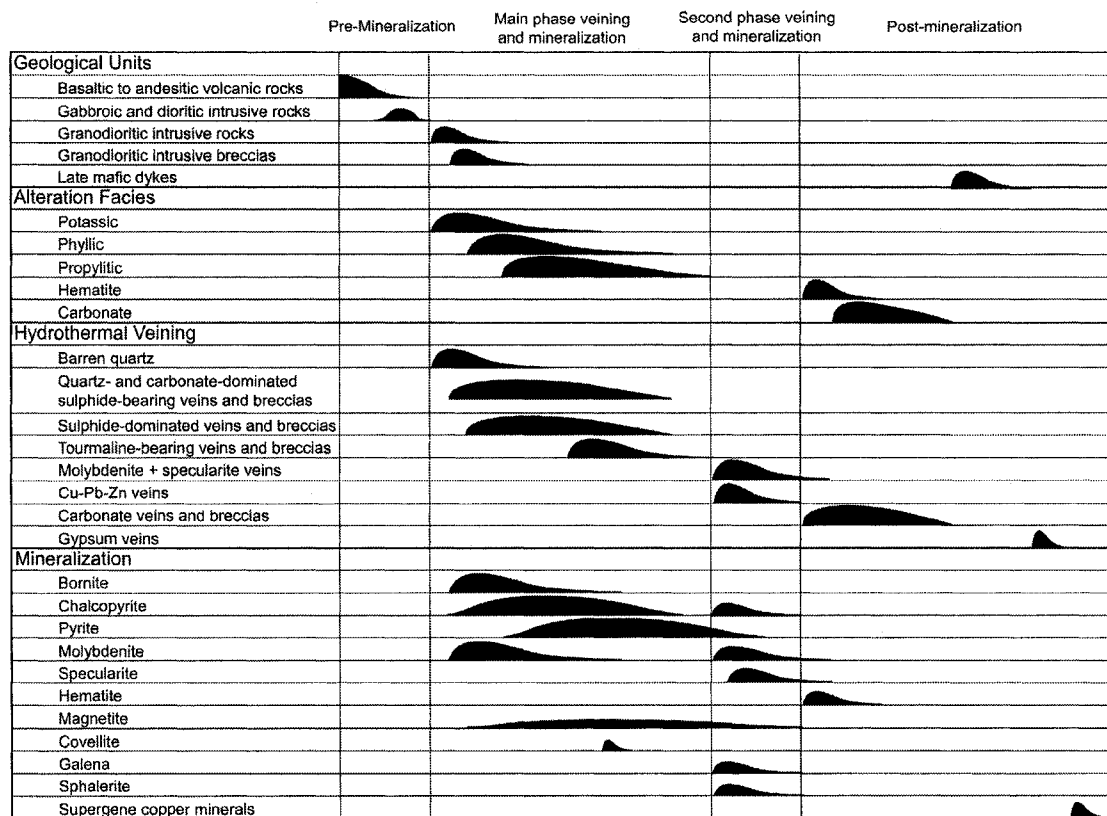 Pre-Mineralization
Main phase veining
and mineralization
Second phase veining
and mineralization
Post-mineralization
Geological Units
Basaltic to andesitic volcanic rocks
Gabbroic and dioritic intrusive rocks
Granodioritic intrusive rocks
Granodioritic intrusive breccias
Late mafic dykes
Alteration Facies
Potassic
Phyllic
Propylitic
Hematite
Carbonate
Hydrothermal Veining
Barren quartz
Quartz- and carbonate-dominated
sulphide-bearing veins and breccias
Sulphide-dominated veins and breccias
Tourmaline-bearing veins and breccias
Molybdenite + specularite veins
Cu-Pb-Zn veins
Carbonate veins and breccias
Gypsum veins
Mineralization
Bornite
Chalcopyrite
Pyrite
Molybdenite
Specularite
Hematite
Magnetite
Covellite
Galena
Sphalerite
Supergene copper minerals